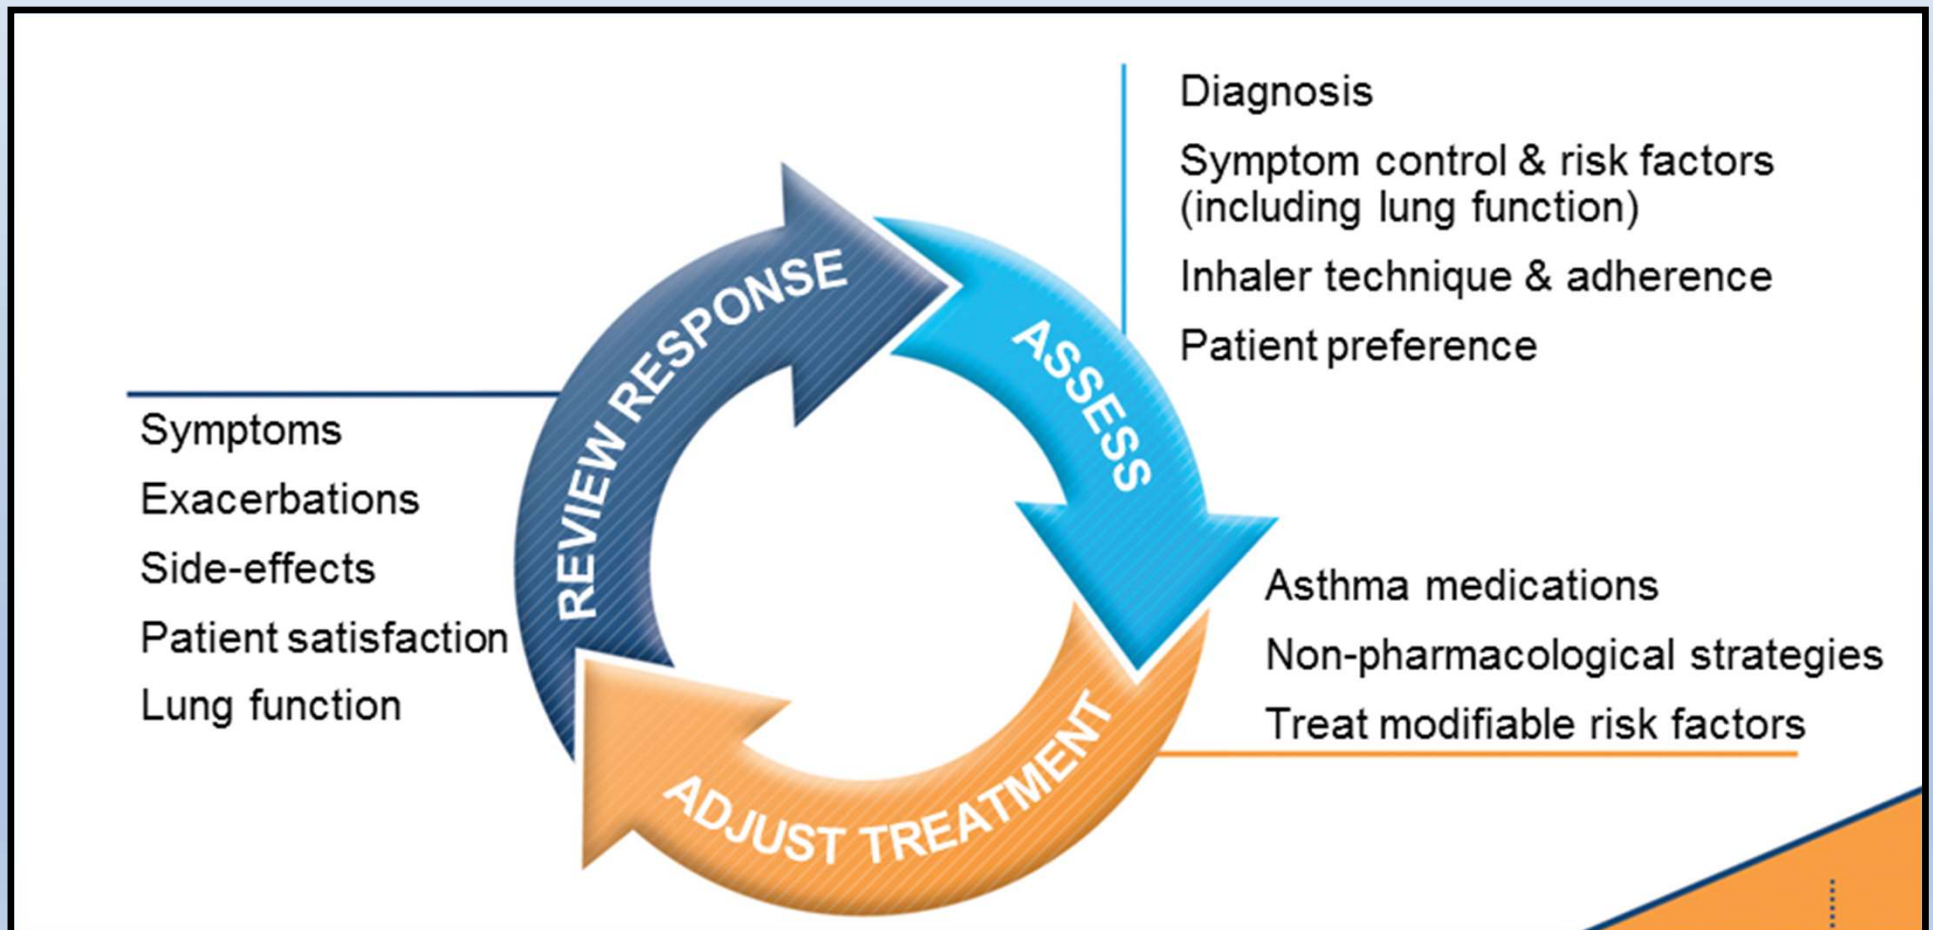 Diagnosis
Symptom control & risk factors
(including lung function)
Inhaler technique & adherence
Patient preference
REVIEW RESPONSE
ASSESS
Symptoms
Exacerbations
Side-effects
Patient satisfaction
Lung function
Asthma medications
Non-pharmacological strategies
Treat modifiable risk factors
ADJUST TREATMENT